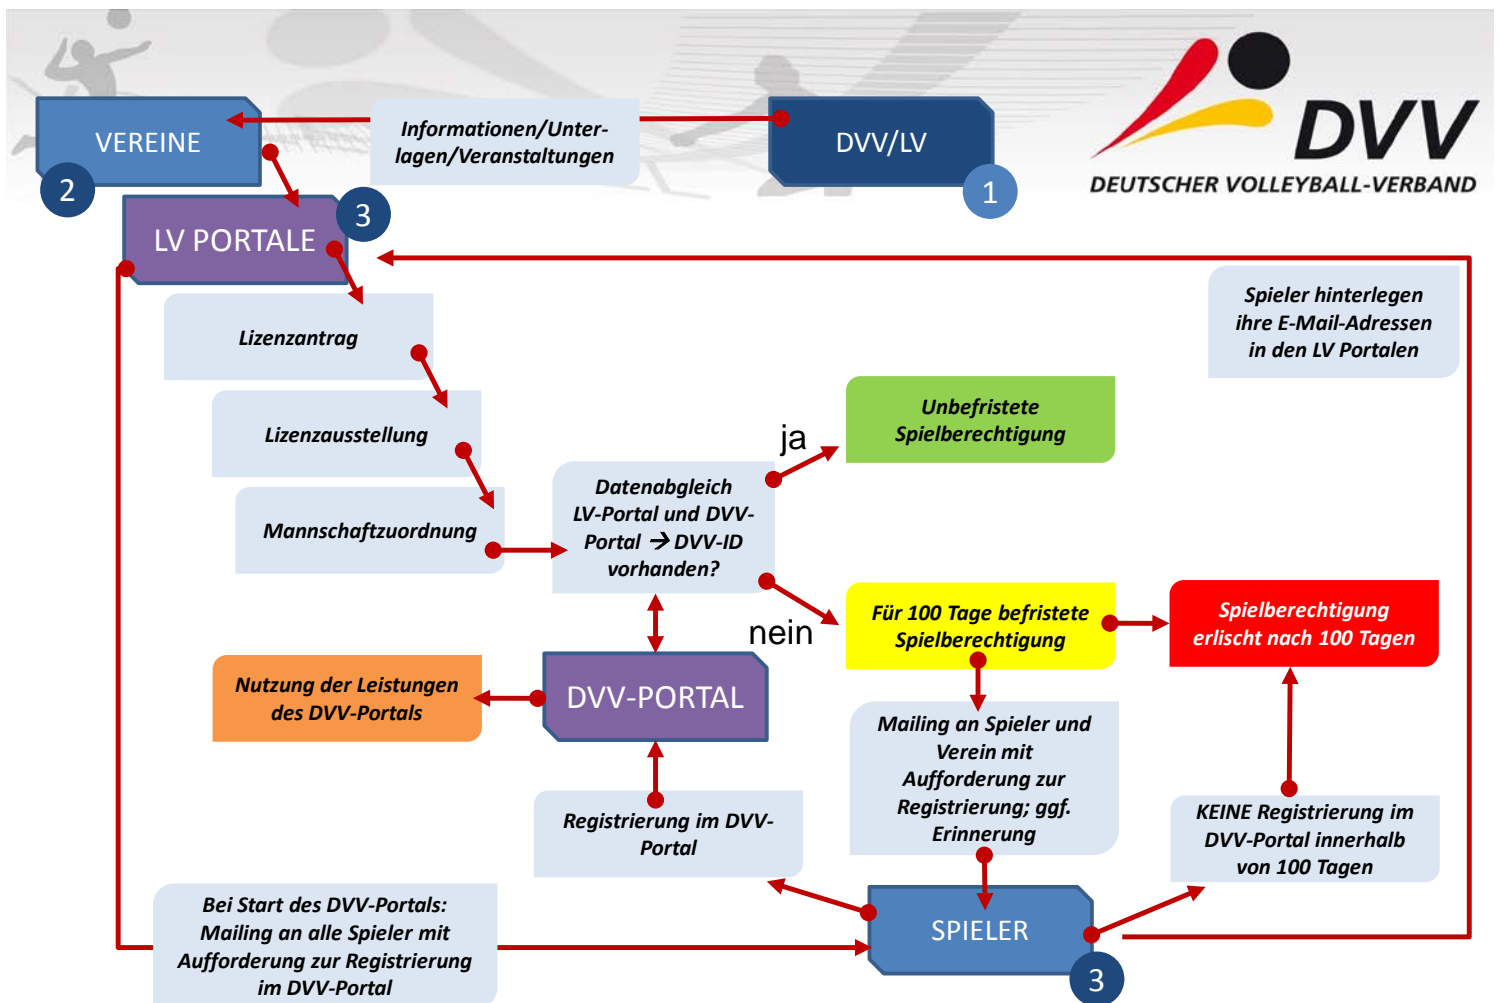 VEREINE
2
Informationen/Unter-
lagen/Veranstaltungen
DVV/LV
1
DVV
DEUTSCHER VOLLEYBALL-VERBAND
LV PORTALE
3
Spieler hinterlegen
ihre E-Mail-Adressen
in den LV Portalen
Lizenzantrag
Lizenzausstellung
Mannschaftzuordnung
Datenabgleich
LV-Portal und DVV-
Portal → DVV-ID
vorhanden?
ja
Unbefristete
Spielberechtigung
nein
Für 100 Tage befristete
Spielberechtigung
Spielberechtigung
erlischt nach 100 Tagen
Nutzung der Leistungen
des DVV-Portals
DVV-PORTAL
Mailing an Spieler und
Verein mit
Aufforderung zur
Registrierung; ggf.
Erinnerung
Registrierung im DVV-
Portal
KEINE Registrierung im
DVV-Portal innerhalb
von 100 Tagen
Bei Start des DVV-Portals:
Mailing an alle Spieler mit
Aufforderung zur Registrierung
im DVV-Portal
SPIELER
3